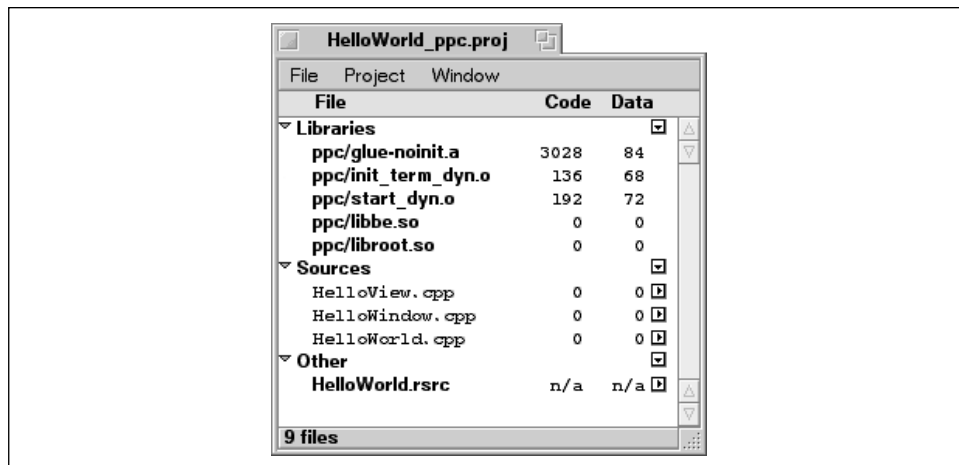 HelloWorld_ppc.proj
File Project Window
File Code Data
Libraries
ppc/glue-noinit.a 3028 84
ppc/init_term_dyn.o 136 68
ppc/start_dyn.o 192 72
ppc/libbe.so 0 0
ppc/libroot.so 0 0
Sources
HelloView.cpp 0 0
HelloWindow.cpp 0 0
HelloWorld.cpp 0 0
Other
HelloWorld.rsrc n/a n/a
9 files